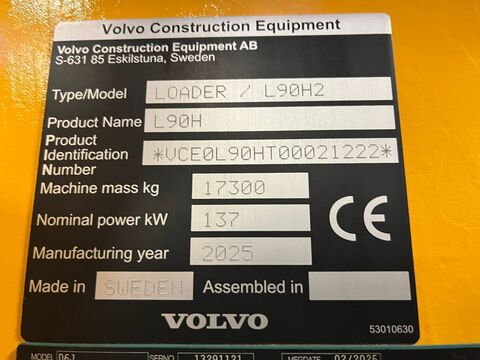 Volvo Construction Equipment
Volvo Construction Equipment AB
S-631 85 Eskilstuna, Sweden
Type/Model LOADER / L90H2
Product Name L90H
Product
Identification *VCE0L90HT00021222*
Number
Machine mass kg 17300
Nominal power kW 137
CE
Manufacturing year 2025
Made in SWEDEN Assembled in
VOLVO 53010630
MODEL D6J SERNO 13291121 MFGDATE 02/2025